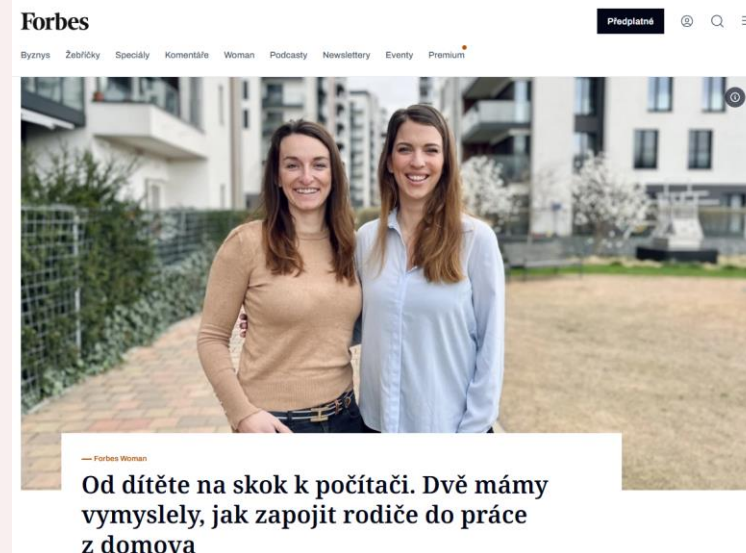 Forbes
Předplatné
Byznys Žebříčky Speciály Komentáře Woman Podcasty Newslettery Eventy Premium
Forbes Woman
Od dítěte na skok k počítači. Dvě mámy
vymyslely, jak zapojit rodiče do práce
z domova